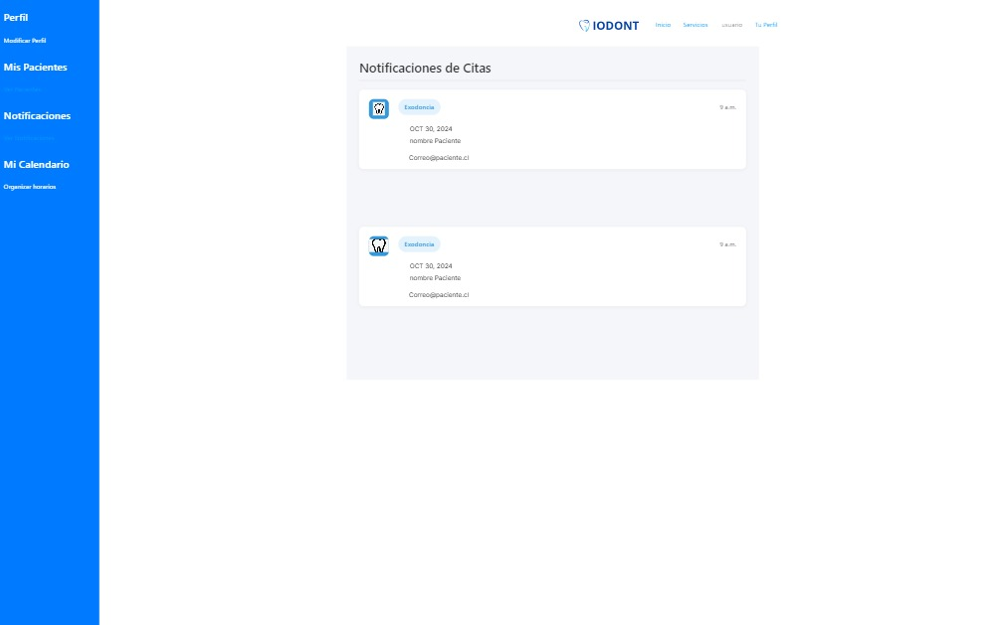 Perfil
Modificar Perfil
Mis Pacientes
Notificaciones
Mi Calendario
Organizar horarios
IODONT
Inicio
Servicios
usuario
Tu Perfil
Notificaciones de Citas
Exodoncia
9 a.m.
OCT 30, 2024
nombre Paciente
Correo@paciente.cl
Exodoncia
9 a.m.
OCT 30, 2024
nombre Paciente
Correo@paciente.cl